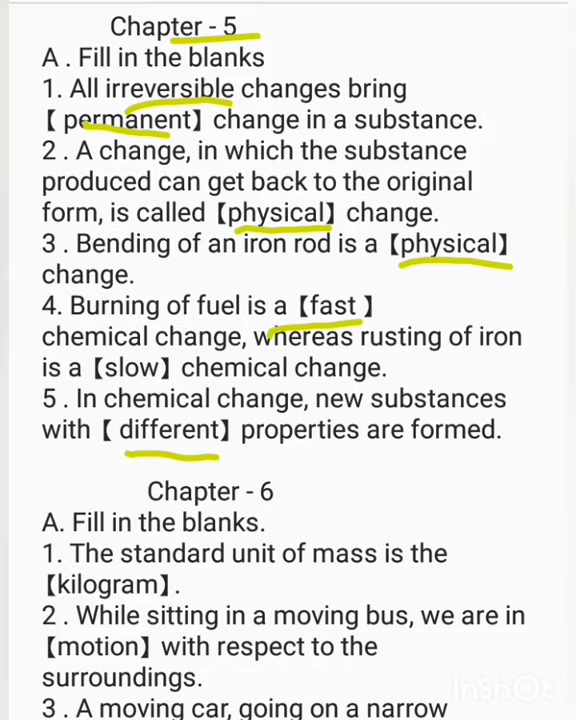 Chapter - 5
A . Fill in the blanks
1. All irreversible changes bring
【 permanent】 change in a substance.
2 . A change, in which the substance
produced can get back to the original
form, is called 【physical】 change.
3 . Bending of an iron rod is a 【physical】
change.
4. Burning of fuel is a 【fast 】
chemical change, whereas rusting of iron
is a 【slow】 chemical change.
5 . In chemical change, new substances
with 【 different】 properties are formed.
Chapter - 6
A. Fill in the blanks.
1. The standard unit of mass is the
【kilogram】.
2 . While sitting in a moving bus, we are in
【motion】 with respect to the
surroundings.
3 . A moving car, going on a narrow
InShOt